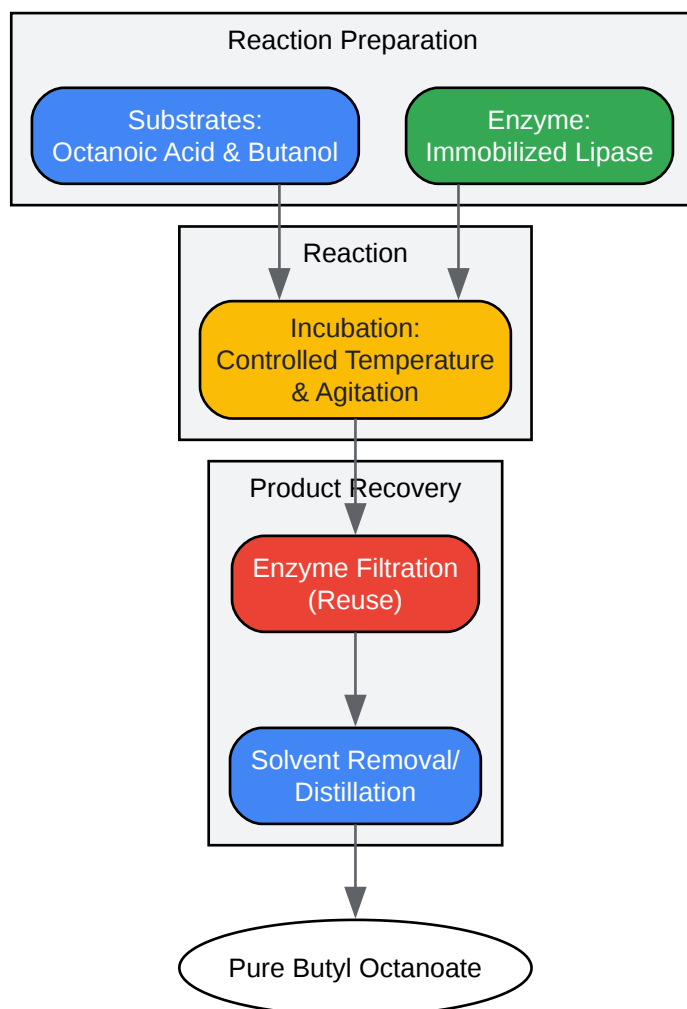 Reaction Preparation
Substrates:
Octanoic Acid & Butanol
Enzyme:
Immobilized Lipase
Reaction
Incubation:
Controlled Temperature
& Agitation
Product Recovery
Enzyme Filtration
(Reuse)
Solvent Removal/
Distillation
Pure Butyl Octanoate